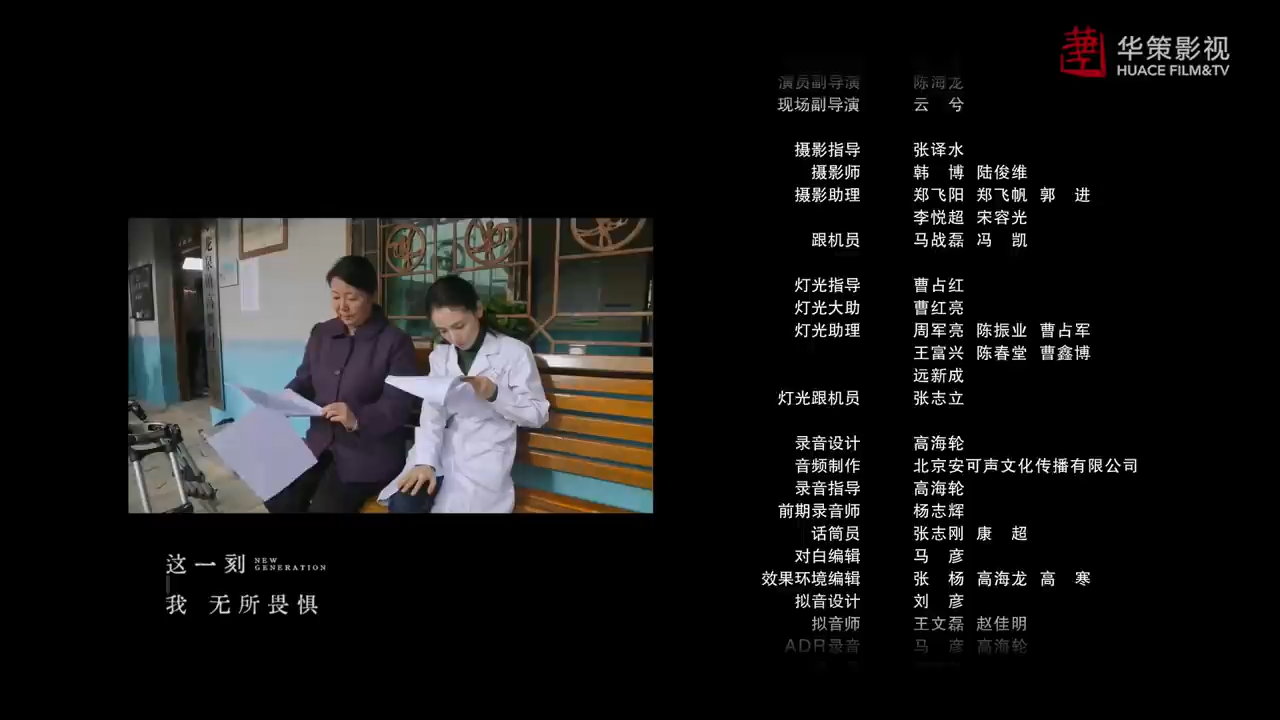 华策影视
HUACE FILM&TV
演员副导演 陈海龙
现场副导演 云 兮
摄影指导 张译水
摄影师 韩 博 陆俊维
摄影助理 郑飞阳 郑飞帆 郭 进
李悦超 宋容光
跟机员 马战磊 冯 凯
灯光指导 曹占红
灯光大助 曹红亮
灯光助理 周军亮 陈振业 曹占军
王富兴 陈春堂 曹鑫博
远新成
灯光跟机员 张志立
录音设计 高海轮
音频制作 北京安可声文化传播有限公司
录音指导 高海轮
前期录音师 杨志辉
话筒员 张志刚 康 超
对白编辑 马 彦
效果环境编辑 张 杨 高海龙 高 寒
拟音设计 刘 彦
拟音师 王文磊 赵佳明
ADR录音 马 彦 高海轮
这一刻 NEW GENERATION
我 无所畏惧